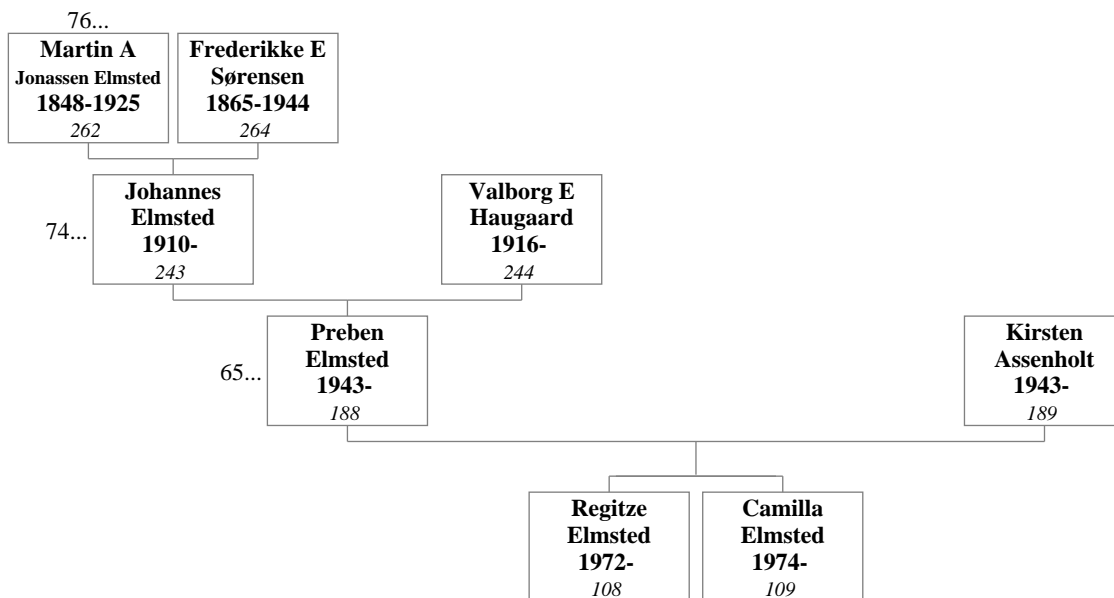 76...
Martin A
Jonassen Elmsted
1848-1925
262
Frederikke E
Sørensen
1865-1944
264
74...
Johannes
Elmsted
1910-
243
Valborg E
Haugaard
1916-
244
65...
Preben
Elmsted
1943-
188
Kirsten
Assenholt
1943-
189
Regitze
Elmsted
1972-
108
Camilla
Elmsted
1974-
109